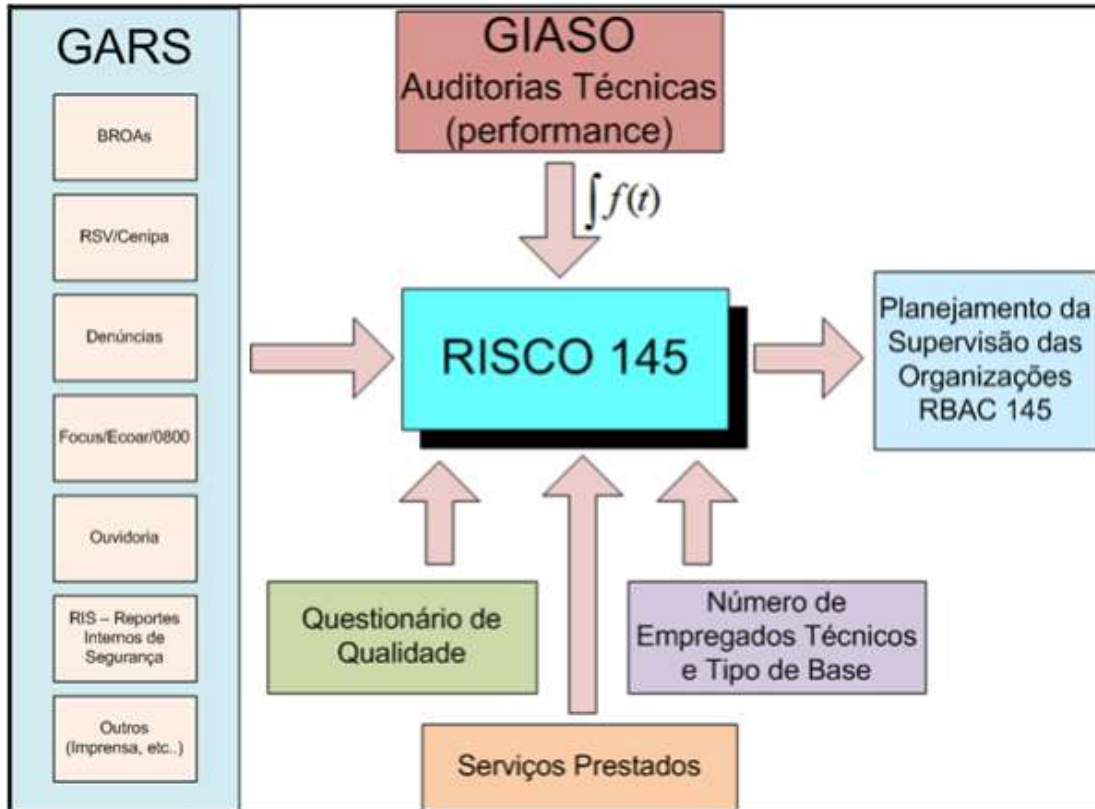 GARS
BROAs
RSV/Cenipa
Denúncias
Focus/Ecoar/0800
Ouvidoria
RIS – Reportes
Internos de
Segurança
Outros
(Imprensa, etc..)
GIASO
Auditorias Técnicas
(performance)
∫ f(t)
RISCO 145
Planejamento da
Supervisão das
Organizações
RBAC 145
Questionário de
Qualidade
Número de
Empregados Técnicos
e Tipo de Base
Serviços Prestados